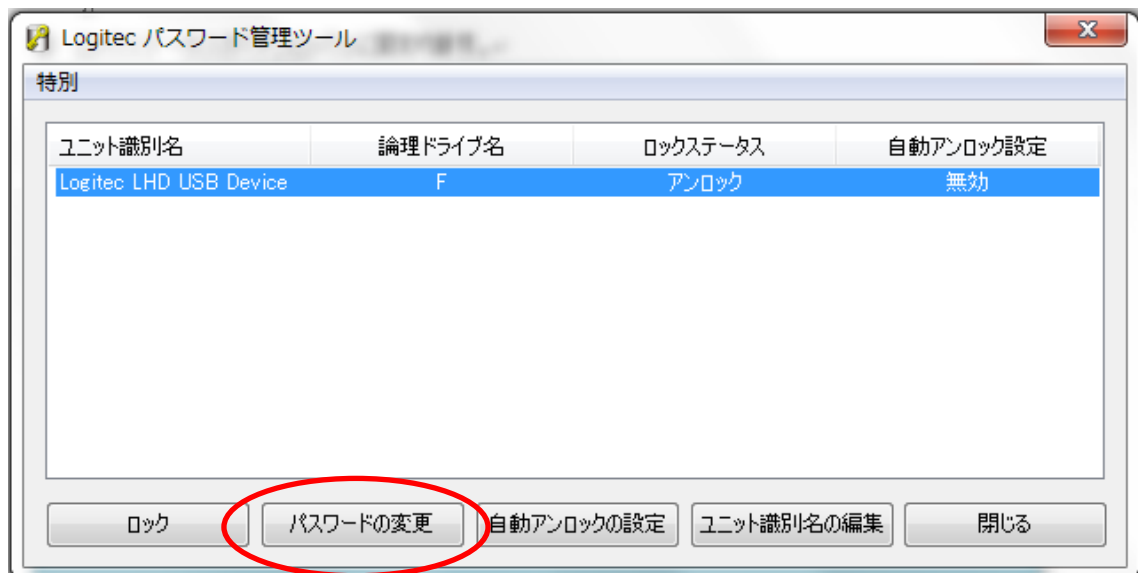 Logitec パスワード管理ツール
特別
ユニット識別名 論理ドライブ名 ロックステータス 自動アンロック設定
Logitec LHD USB Device F アンロック 無効
ロック パスワードの変更 自動アンロックの設定 ユニット識別名の編集 閉じる